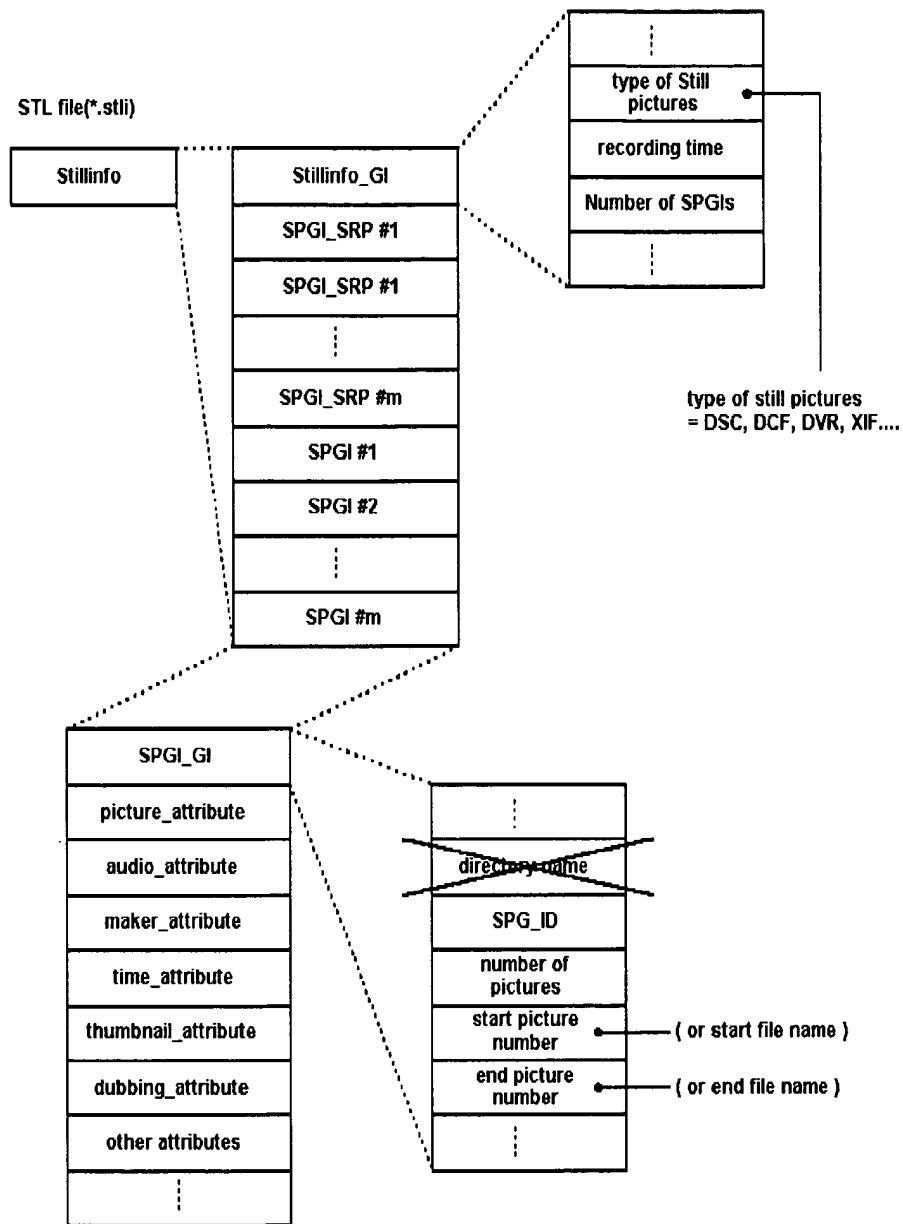 STL file(*.stli)
Stillinfo
Stillinfo_GI
SPGI_SRP #1
SPGI_SRP #1
SPGI_SRP #m
SPGI #1
SPGI #2
SPGI #m
type of Still
pictures
recording time
Number of SPGIs
type of still pictures
= DSC, DCF, DVR, XIF....
SPGI_GI
picture_attribute
audio_attribute
maker_attribute
time_attribute
thumbnail_attribute
dubbing_attribute
other attributes
directory name
SPG_ID
number of
pictures
start picture
number
( or start file name )
end picture
number
( or end file name )